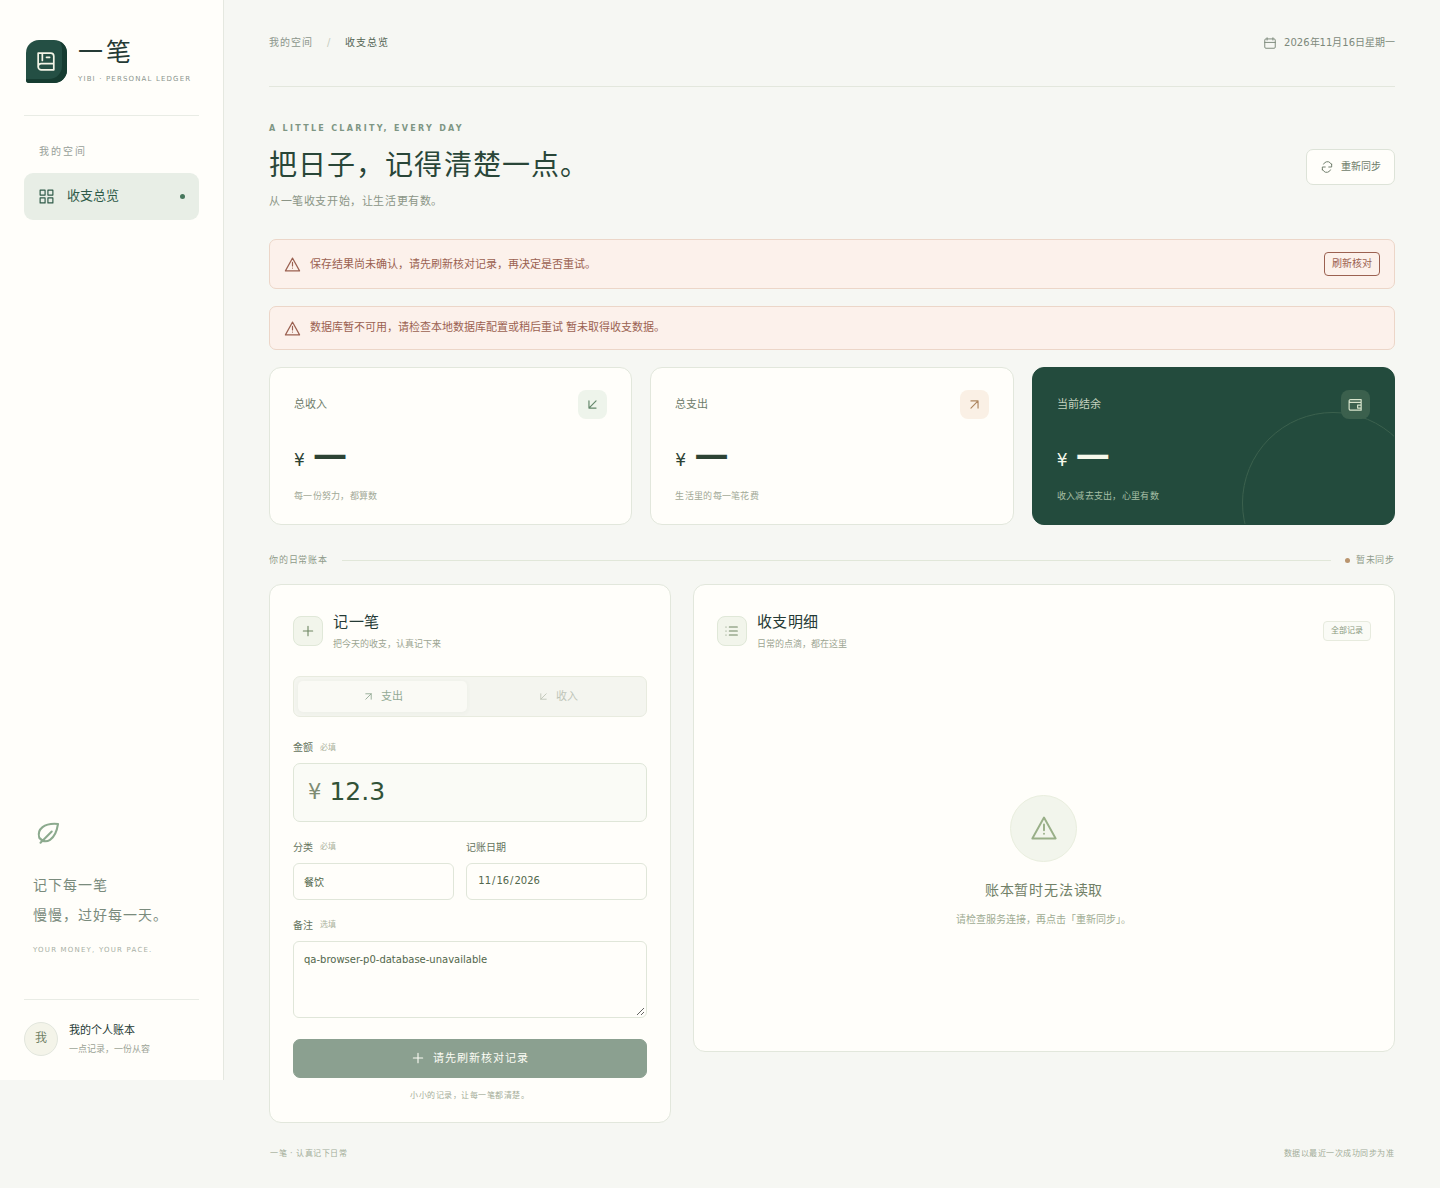 一笔
YIBI · PERSONAL LEDGER
我的空间
收支总览
记下每一笔
慢慢，过好每一天。
YOUR MONEY, YOUR PACE.
我
我的个人账本
一点记录，一份从容
我的空间 / 收支总览
2026年11月16日星期一
A LITTLE CLARITY, EVERY DAY
把日子，记得清楚一点。
从一笔收支开始，让生活更有数。
重新同步
保存结果尚未确认，请先刷新核对记录，再决定是否重试。
刷新核对
数据库暂不可用，请检查本地数据库配置或稍后重试 暂未取得收支数据。
总收入
¥ —
每一份努力，都算数
总支出
¥ —
生活里的每一笔花费
当前结余
¥ —
收入减去支出，心里有数
你的日常账本
暂未同步
记一笔
把今天的收支，认真记下来
支出
收入
金额 必填
¥ 12.3
分类 必填
记账日期
餐饮
11/16/2026
备注 选填
qa-browser-p0-database-unavailable
请先刷新核对记录
小小的记录，让每一笔都清楚。
收支明细
日常的点滴，都在这里
全部记录
账本暂时无法读取
请检查服务连接，再点击「重新同步」。
一笔 · 认真记下日常
数据以最近一次成功同步为准